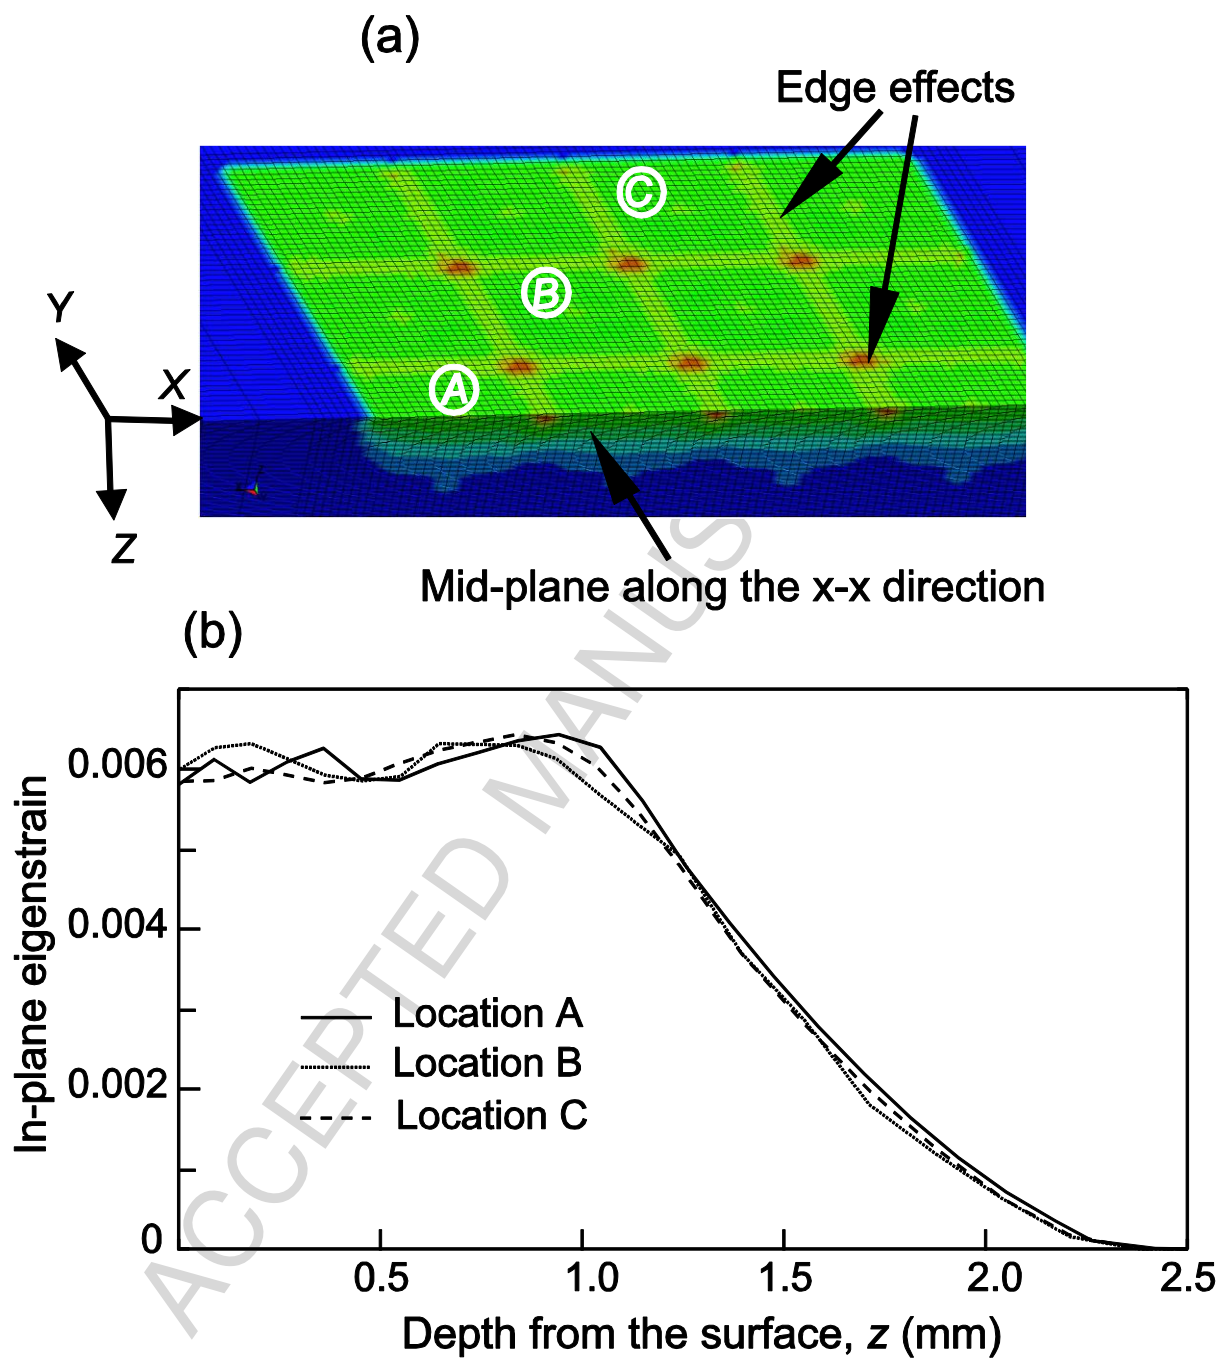 (a)
Edge effects
C
B
A
Y
X
Z
Mid-plane along the x-x direction
(b)
In-plane eigenstrain
0.006
0.004
0.002
0
Location A
Location B
Location C
0.5
1.0
1.5
2.0
2.5
Depth from the surface, z (mm)
ACCEPTED MANUS